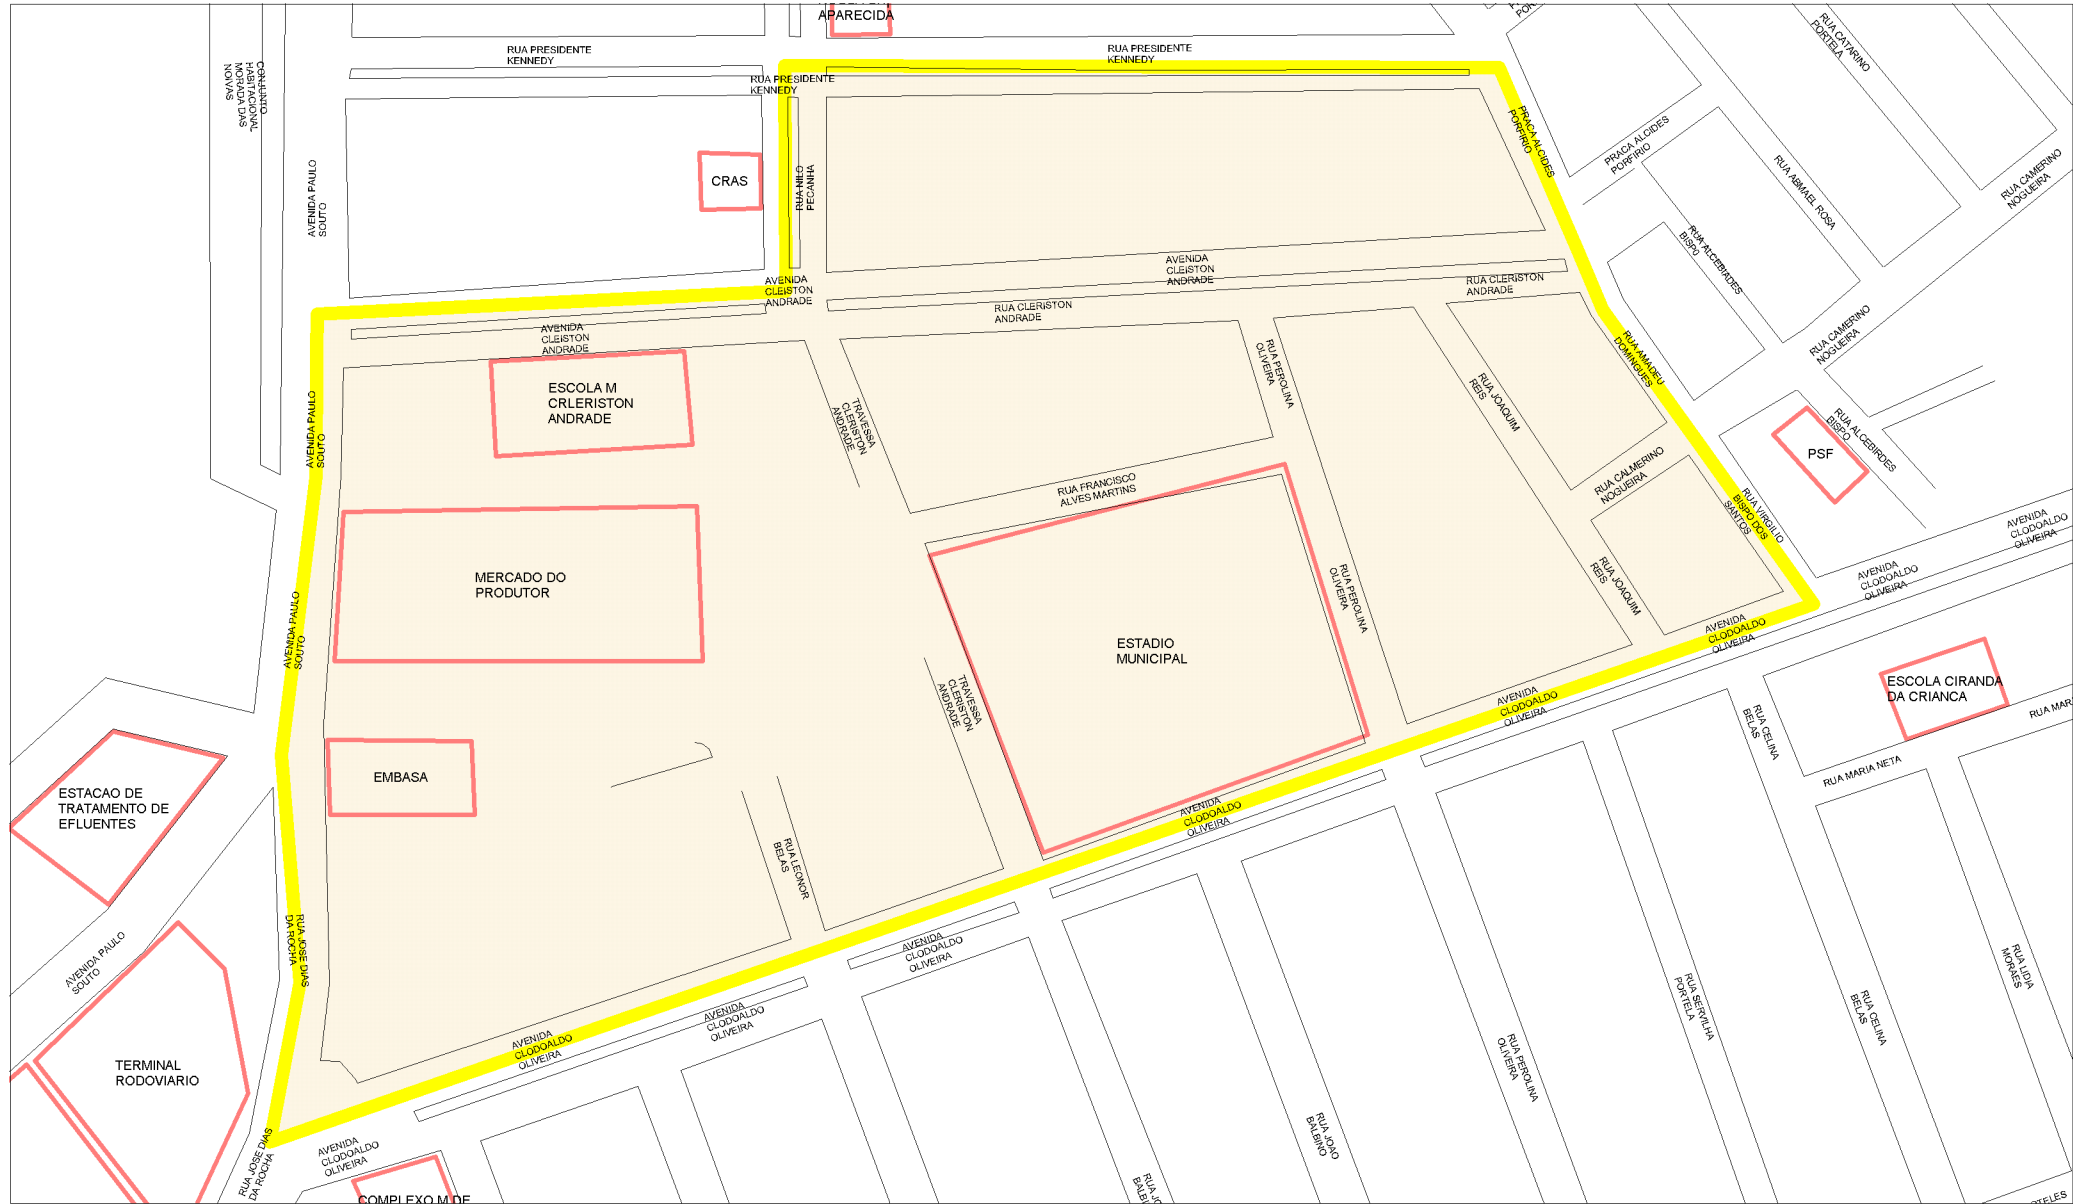 APARECIDA
RUA PRESIDENTE
KENNEDY
RUA PRESIDENTE
KENNEDY
RUA PRESIDENTE
KENNEDY
CONJUNTO
HABITACIONAL
MORADA DAS
NOIVAS
RUA CATARINO
PORTELA
PRACA ALCIDES
PORFIRIO
PRACA ALCIDES
PORFIRIO
AVENIDA PAULO
SOUTO
CRAS
RUA NILO
PECANHA
RUA ABMAEL ROSA
RUA CAMERINO
NOGUEIRA
RUA ALCEBIADES
BISPO
AVENIDA
CLEISTON
ANDRADE
AVENIDA
CLEISTON
ANDRADE
RUA CLERISTON
ANDRADE
RUA CLERISTON
ANDRADE
AVENIDA
CLEISTON
ANDRADE
RUA CAMERINO
NOGUEIRA
RUA AMADEU
DOMINGUES
RUA PEROLINA
OLIVEIRA
RUA JOAQUIM
REIS
ESCOLA M
CRLERISTON
ANDRADE
TRAVESSA
CLERISTON
ANDRADE
AVENIDA PAULO
SOUTO
RUA ALCEBIRDES
BISPO
PSF
RUA CALMERINO
NOGUEIRA
RUA FRANCISCO
ALVES MARTINS
RUA VIRGILIO
BISPO DOS
SANTOS
AVENIDA
CLODOALDO
OLIVEIRA
AVENIDA
CLODOALDO
OLIVEIRA
MERCADO DO
PRODUTOR
RUA PEROLINA
OLIVEIRA
RUA JOAQUIM
REIS
AVENIDA PAULO
SOUTO
ESTADIO
MUNICIPAL
AVENIDA
CLODOALDO
OLIVEIRA
ESCOLA CIRANDA
DA CRIANCA
TRAVESSA
CLERISTON
ANDRADE
AVENIDA
CLODOALDO
OLIVEIRA
RUA CELINA
BELAS
RUA MAR
RUA MARIA NETA
EMBASA
ESTACAO DE
TRATAMENTO DE
EFLUENTES
AVENIDA
CLODOALDO
OLIVEIRA
RUA LEONOR
BELAS
RUA JOSE DIAS
DA ROCHA
AVENIDA PAULO
SOUTO
AVENIDA
CLODOALDO
OLIVEIRA
RUA LIDIA
MORAES
RUA SERVILHA
PORTELA
RUA CELINA
BELAS
AVENIDA
CLODOALDO
OLIVEIRA
AVENIDA
CLODOALDO
OLIVEIRA
TERMINAL
RODOVIARIO
RUA PEROLINA
OLIVEIRA
RUA JOAO
BALBINO
AVENIDA
CLODOALDO
OLIVEIRA
RUA JOSE DIAS
DA ROCHA
COMPLEXO M DE